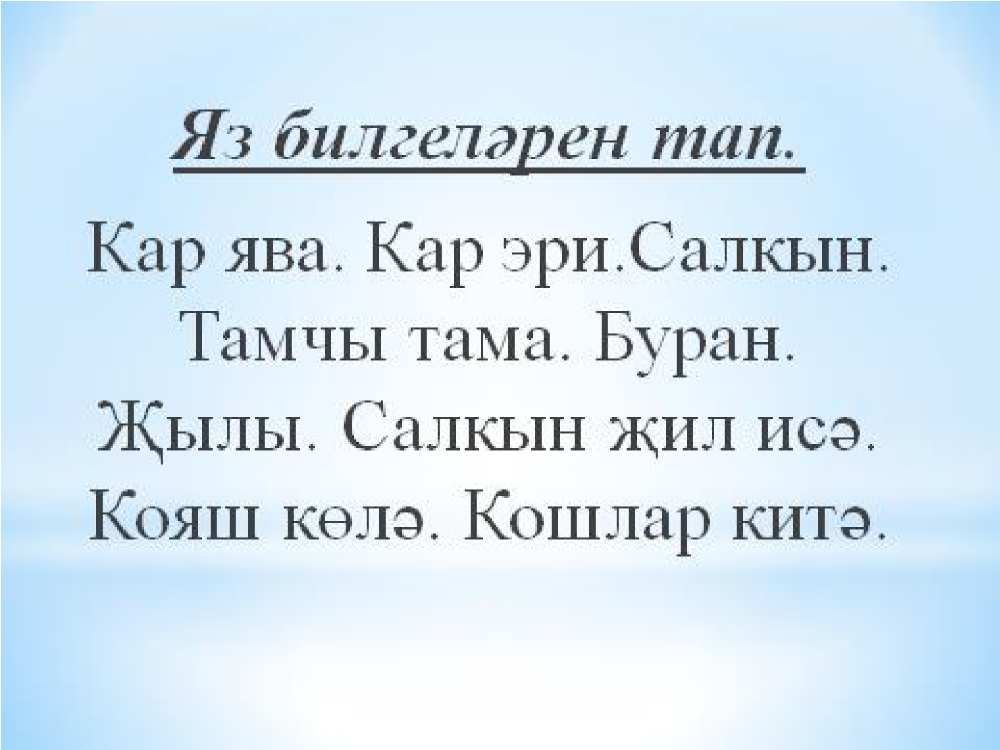 Яз билгеләрен тап.
Кар ява. Кар эри.Салкын.
Тамчы тама. Буран.
Җылы. Салкын җил исә.
Кояш көлә. Кошлар китә.